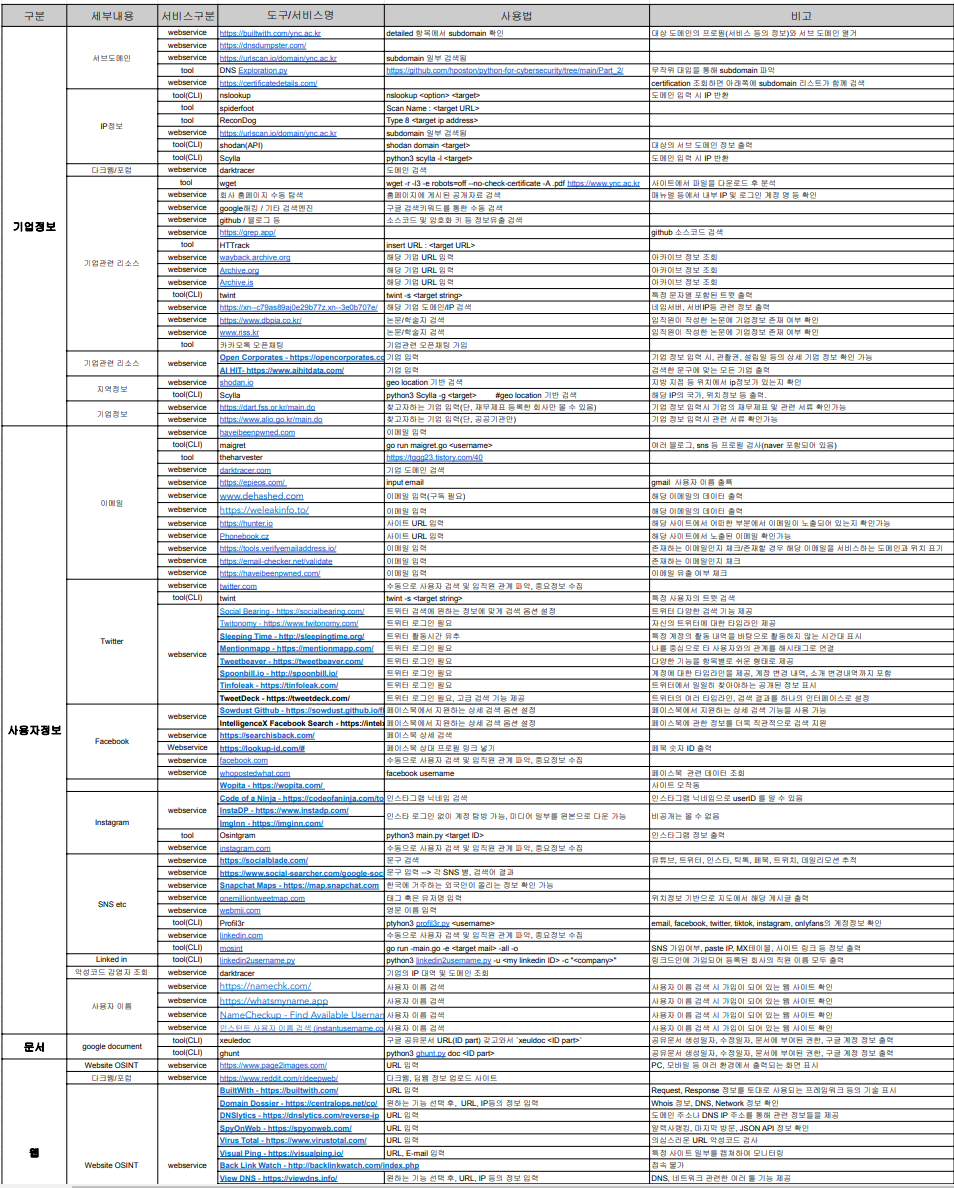 구분 세부내용 서비스구분 도구/서비스명 사용법 비고
webservice https://builtwith.com/ync.ac.kr detailed 항목에서 subdomain 확인 대상 도메인의 프로필(서비스 등의 정보)와 서브 도메인 열거
webservice https://dnsdumpster.com/
서브도메인 webservice https://urlscan.io/domain/ync.ac.kr subdomain 일부 검색됨
tool DNS Exploration.py https://github.com/hposton/python-for-cybersecurity/tree/main/Part_2/ 무작위 대입을 통해 subdomain 파악
webservice https://certificatedetails.com/ certification 조회하면 아래쪽에 subdomain 리스트가 함께 검색
tool(CLI) nslookup nslookup <option> <target> 도메인 입력 시 IP 반환
tool spiderfoot Scan Name : <target URL>
tool ReconDog Type 8 <target ip address>
IP정보 webservice https://urlscan.io/domain/ync.ac.kr subdomain 일부 검색됨
tool(CLI) shodan(API) shodan domain <target> 대상의 서브 도메인 정보 출력
tool(CLI) Scylla python3 scylla -l <target> 도메인 입력 시 IP 반환
다크웹/포럼 webservice darktracer 도메인 검색
tool wget wget -r -l3 -e robots=off --no-check-certificate -A .pdf https://www.ync.ac.kr 사이트에서 파일을 다운로드 후 분석
webservice 회사 홈페이지 수동 탐색 홈페이지에 게시된 공개자료 검색 매뉴얼 등에서 내부 IP 및 로그인 계정 명 등 확인
webservice google해킹 / 기타 검색엔진 구글 검색키워드를 통한 수동 검색
기업정보 webservice github / 블로그 등 소스코드 및 암호화 키 등 정보유출 검색
webservice https://grep.app/ github 소스코드 검색
tool HTTrack insert URL : <target URL>
기업관련 리소스 webservice wayback.archive.org 해당 기업 URL 입력 아카이브 정보 조회
webservice Archive.org 해당 기업 URL 입력 아카이브 정보 조회
webservice Archive.is 해당 기업 URL 입력 아카이브 정보 조회
tool(CLI) twint twint -s <target string> 특정 문자열 포함된 트윗 출력
webservice https://xn--c79as89aj0e29b77z.xn--3e0b707e/ 해당 기업 도메인/IP 검색 네임서버, 서버IP등 관련 정보 출력
webservice https://www.dbpia.co.kr/ 논문/학술지 검색 임직원이 작성한 논문에 기업정보 존재 여부 확인
webservice www.riss.kr 논문/학술지 검색 임직원이 작성한 논문에 기업정보 존재 여부 확인
tool 카카오톡 오픈채팅 기업관련 오픈채팅 가입
기업관련 리소스 webservice Open Corporates - https://opencorporates.cc 기업 입력 기업 정보 입력 시, 관할권, 설립일 등의 상세 기업 정보 확인 가능
AI HIT- https://www.aihitdata.com/ 기업 입력 검색한 문구에 맞는 모든 기업 출력
지역정보 webservice shodan.io geo location 기반 검색 지방 지점 등 위치에서 ip정보가 있는지 확인
tool(CLI) Scylla python3 Scylla -g <target> #geo location 기반 검색 해당 IP의 국가, 위치정보 등 출력.
기업정보 webservice https://dart.fss.or.kr/main.do 찾고자하는 기업 입력(단, 재무제표 등록한 회사만 볼 수 있음) 기업 정보 입력시 기업의 재무제표 및 관련 서류 확인가능
webservice https://www.alio.go.kr/main.do 찾고자하는 기업 입력(단, 공공기관만) 기업 정보 입력시 관련 서류 확인가능
webservice haveibeenpwned.com 이메일 입력
tool(CLI) maigret go run maigret.go <username> 여러 블로그, sns 등 프로필 검사(naver 포함되어 있음)
tool theharvester https://tggg23.tistory.com/40
webservice darktracer.com 기업 도메인 검색
webservice https://epieos.com/ input email gmail 사용자 이름 출력
webservice www.dehashed.com 이메일 입력(구독 필요) 해당 이메일의 데이터 출력
이메일 webservice https://weleakinfo.to/ 이메일 입력 해당 이메일의 데이터 출력
webservice https://hunter.io 사이트 URL 입력 해당 사이트에서 어떠한 부분에서 이메일이 노출되어 있는지 확인가능
webservice Phonebook.cz 사이트 URL 입력 해당 사이트에서 노출된 이메일 확인가능
webservice https://tools.verifyemailaddress.io/ 이메일 입력 존재하는 이메일인지 체크/존재할 경우 해당 이메일을 서비스하는 도메인과 위치 표기
webservice https://email-checker.net/validate 이메일 입력 존재하는 이메일인지 체크
webservice https://haveibeenpwned.com/ 이메일 입력 이메일 유출 여부 체크
webservice twitter.com 수동으로 사용자 검색 및 임직원 관계 파악, 중요정보 수집
tool(CLI) twint twint -s <target string> 특정 사용자의 트윗 검색
Social Bearing - https://socialbearing.com/ 트위터 검색에 원하는 정보에 맞게 검색 옵션 설정 트위터 다양한 검색 기능 제공
Twitonomy - https://www.twitonomy.com/ 트위터 로그인 필요 자신의 트위터에 대한 타임라인 제공
Twitter webservice Sleeping Time - http://sleepingtime.org/ 트위터 활동시간 유추 특정 계정의 활동 내역을 바탕으로 활동하지 않는 시간대 표시
Mentionmapp - https://mentionmapp.com/ 트위터 로그인 필요 나를 중심으로 타 사용자와의 관계를 해시태그로 연결
Tweetbeaver - https://tweetbeaver.com/ 트위터 로그인 필요 다양한 기능을 항목별로 쉬운 형태로 제공
Spoonbill.io - http://spoonbill.io/ 트위터 로그인 필요 계정에 대한 타임라인을 제공, 계정 변경 내역, 소개 변경내역까지 포함
Tinfoleak - https://tinfoleak.com/ 트위터 로그인 필요 트위터에서 일일히 찾아야하는 공개된 정보 표시
TweetDeck - https://tweetdeck.com/ 트위터 로그인 필요, 고급 검색 기능 제공 트위터의 여러 타임라인, 검색 결과를 하나의 인터페이스로 설정
사용자정보 webservice Sowdust Github - https://sowdust.github.io/fl 페이스북에서 지원하는 상세 검색 옵션 설정 페이스북에서 지원하는 상세 검색 기능을 사용 가능
IntelligenceX Facebook Search - https://intelx 페이스북에서 지원하는 상세 검색 옵션 설정 페이스북에 관한 정보를 더욱 직관적으로 검색 지원
Facebook webservice https://searchisback.com/ 페이스북 상세 검색
Webservice https://lookup-id.com/# 페이스북 상대 프로필 링크 넣기 페북 숫자 ID 출력
webservice facebook.com 수동으로 사용자 검색 및 임직원 관계 파악, 중요정보 수집
webservice whopostedwhat.com facebook username 페이스북 관련 데이터 조회
Wopita - https://wopita.com/ 사이트 오작동
Instagram webservice Code of a Ninja - https://codeofaninja.com/to 인스타그램 닉네임 검색 인스타그램 닉네임으로 userID 를 알 수 있음
InstaDP - https://www.instadp.com/ 인스타 로그인 없이 계정 탐방 가능, 미디어 일부를 원본으로 다운 가능 비공개는 볼 수 없음
ImgInn - https://imginn.com/
tool Osintgram python3 main.py <target ID> 인스타그램 정보 출력
webservice instagram.com 수동으로 사용자 검색 및 임직원 관계 파악, 중요정보 수집
webservice https://socialblade.com/ 문구 검색 유튜브, 트위터, 인스타, 틱톡, 페북, 트위치, 데일리모션 추적
webservice https://www.social-searcher.com/google-soc 문구 입력 --> 각 SNS 별, 검색어 결과
webservice Snapchat Maps - https://map.snapchat.com 한국에 거주하는 외국인이 올리는 정보 확인 가능
SNS etc webservice onemilliontweetmap.com 태그 혹은 유저명 입력 위치정보 기반으로 지도에서 해당 게시글 출력
webservice webmii.com 영문 이름 입력
tool(CLI) Profil3r ptyhon3 profil3r.py <username> email, facebook, twitter, tiktok, instagram, onlyfans의 계정정보 확인
webservice linkedin.com 수동으로 사용자 검색 및 임직원 관계 파악, 중요정보 수집
tool(CLI) mosint go run -main.go -e <target mail> -all -o SNS 가입여부, paste IP, MX테이블, 사이트 링크 등 정보 출력
Linked in tool(CLI) linkedin2username.py python3 linkedin2username.py -u <my linkedin ID> -c "<company>" 링크드인에 가입되어 등록된 회사의 직원 이름 모두 출력
악성코드 감염자 조회 webservice darktracer 기업의 IP 대역 및 도메인 조회
webservice https://namechk.com/ 사용자 이름 검색 사용자 이름 검색 시 가입이 되어 있는 웹 사이트 확인
사용자 이름 webservice https://whatsmyname.app 사용자 이름 검색 사용자 이름 검색 시 가입이 되어 있는 웹 사이트 확인
webservice NameCheckup - Find Available Usernan 사용자 이름 검색 사용자 이름 검색 시 가입이 되어 있는 웹 사이트 확인
webservice 인스턴트 사용자 이름 검색 (instantusername.co 사용자 이름 검색 사용자 이름 검색 시 가입이 되어 있는 웹 사이트 확인
문서 google document tool(CLI) xeuledoc 구글 공유문서 URL(ID part) 갖고와서 `xeuldoc <ID part>` 공유문서 생성일자, 수정일자, 문서에 부여된 권한, 구글 계정 정보 출력
tool(CLI) ghunt python3 ghunt.py doc <ID part> 공유문서 생성일자, 수정일자, 문서에 부여된 권한, 구글 계정 정보 출력
Website OSINT webservice https://www.page2images.com/ URL 입력 PC, 모바일 등 여러 환경에서 출력되는 화면 표시
다크웹/포럼 webservice https://www.reddit.com/r/deepweb/ 다크웹, 딥웹 정보 업로드 사이트
BuiltWith - https://builtwith.com/ URL 입력 Request, Response 정보를 토대로 사용되는 프레임워크 등의 기술 표시
Domain Dossier - https://centralops.net/co/ 원하는 기능 선택 후, URL, IP등의 정보 입력 Whois 정보, DNS, Network 정보 확인
DNSlytics - https://dnslytics.com/reverse-ip URL 입력 도메인 주소나 DNS IP 주소를 통해 관련 정보들을 제공
SpyOnWeb - https://spyonweb.com/ URL 입력 알렉사랭킹, 마지막 방문, JSON API 정보 확인
웹 Virus Total - https://www.virustotal.com/ URL 입력 의심스러운 URL 악성코드 검사
Visual Ping - https://visualping.io/ URL, E-mail 입력 특정 사이트 일부를 캡쳐하여 모니터링
Website OSINT webservice Back Link Watch - http://backlinkwatch.com/index.php 접속 불가
View DNS - https://viewdns.info/ 원하는 기능 선택 후, URL, IP 등의 정보 입력 DNS, 네트워크 관련한 여러 툴 기능 제공